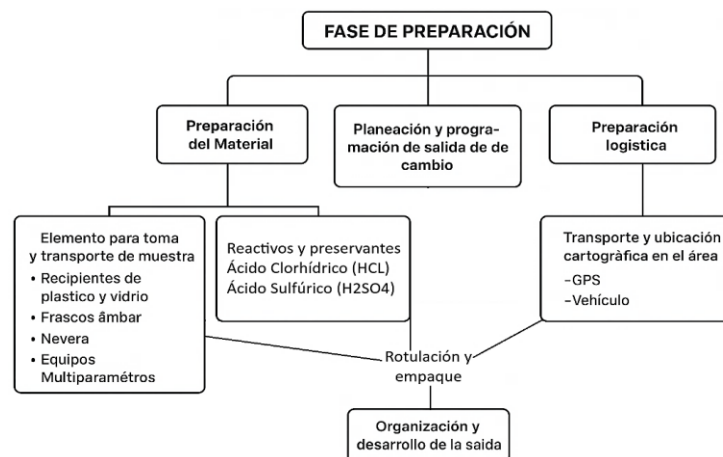 FASE DE PREPARACIÓN
Preparación
del Material
Planeación y progra-
mación de salida de de
cambio
Preparación
logistica
Elemento para toma
y transporte de muestra
• Recipientes de
plastico y vidrio
• Frascos âmbar
• Nevera
• Equipos
Multiparamétros
Reactivos y preservantes
Ácido Clorhídrico (HCL)
Ácido Sulfúrico (H2SO4)
Transporte y ubicación
cartogràfica en el área
-GPS
-Vehículo
Rotulación y
empaque
Organización y
desarrollo de la saida